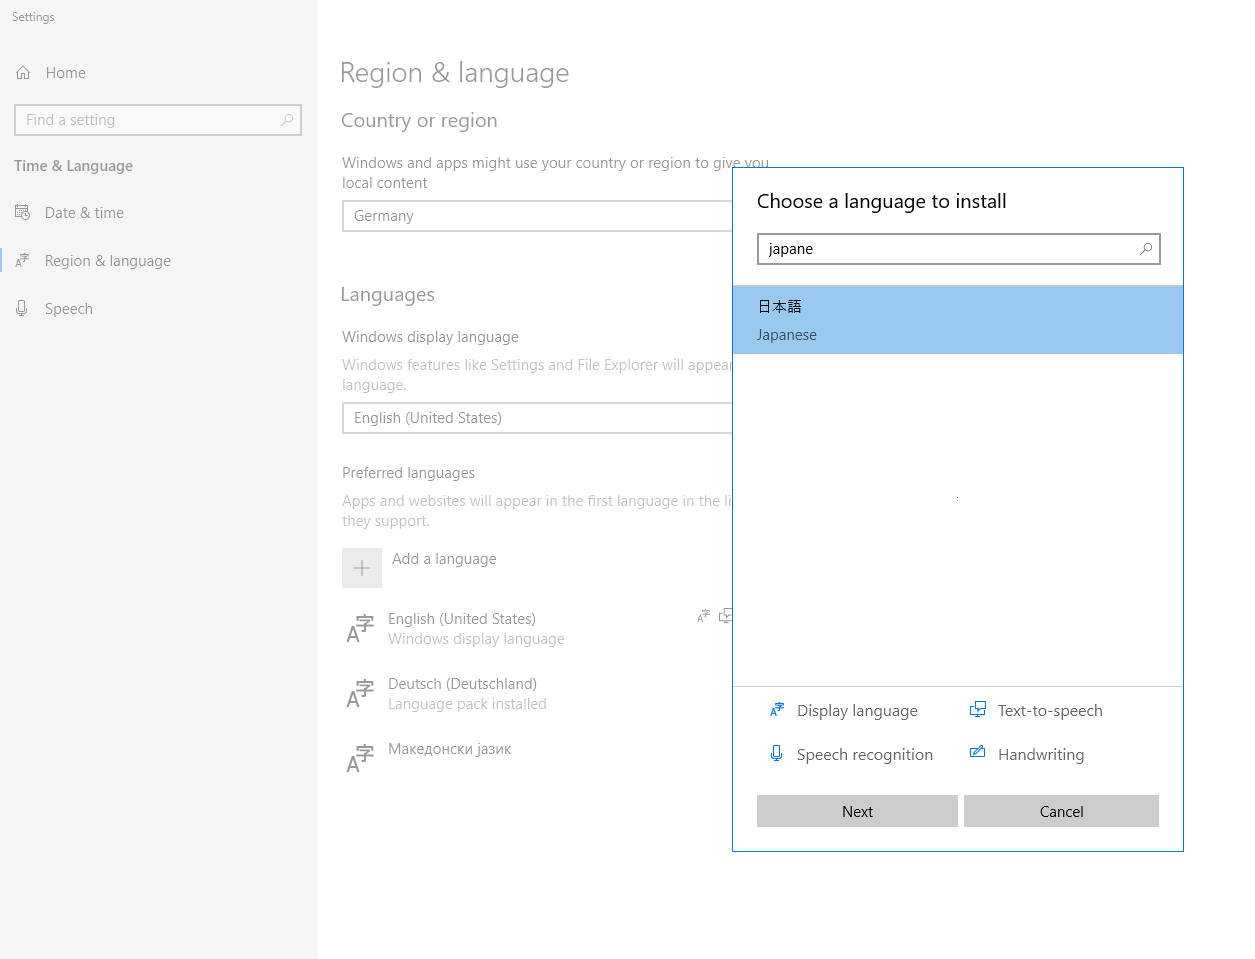 Settings
Home
Find a setting
Time & Language
Date & time
Region & language
Speech
Region & language
Country or region
Windows and apps might use your country or region to give you
local content
Germany
Languages
Windows display language
Windows features like Settings and File Explorer will appear
language.
English (United States)
Preferred languages
Apps and websites will appear in the first language in the li
they support.
Add a language
English (United States)
Windows display language
Deutsch (Deutschland)
Language pack installed
Македонски јазик
Choose a language to install
japane
日本語
Japanese
Display language
Text-to-speech
Speech recognition
Handwriting
Next
Cancel